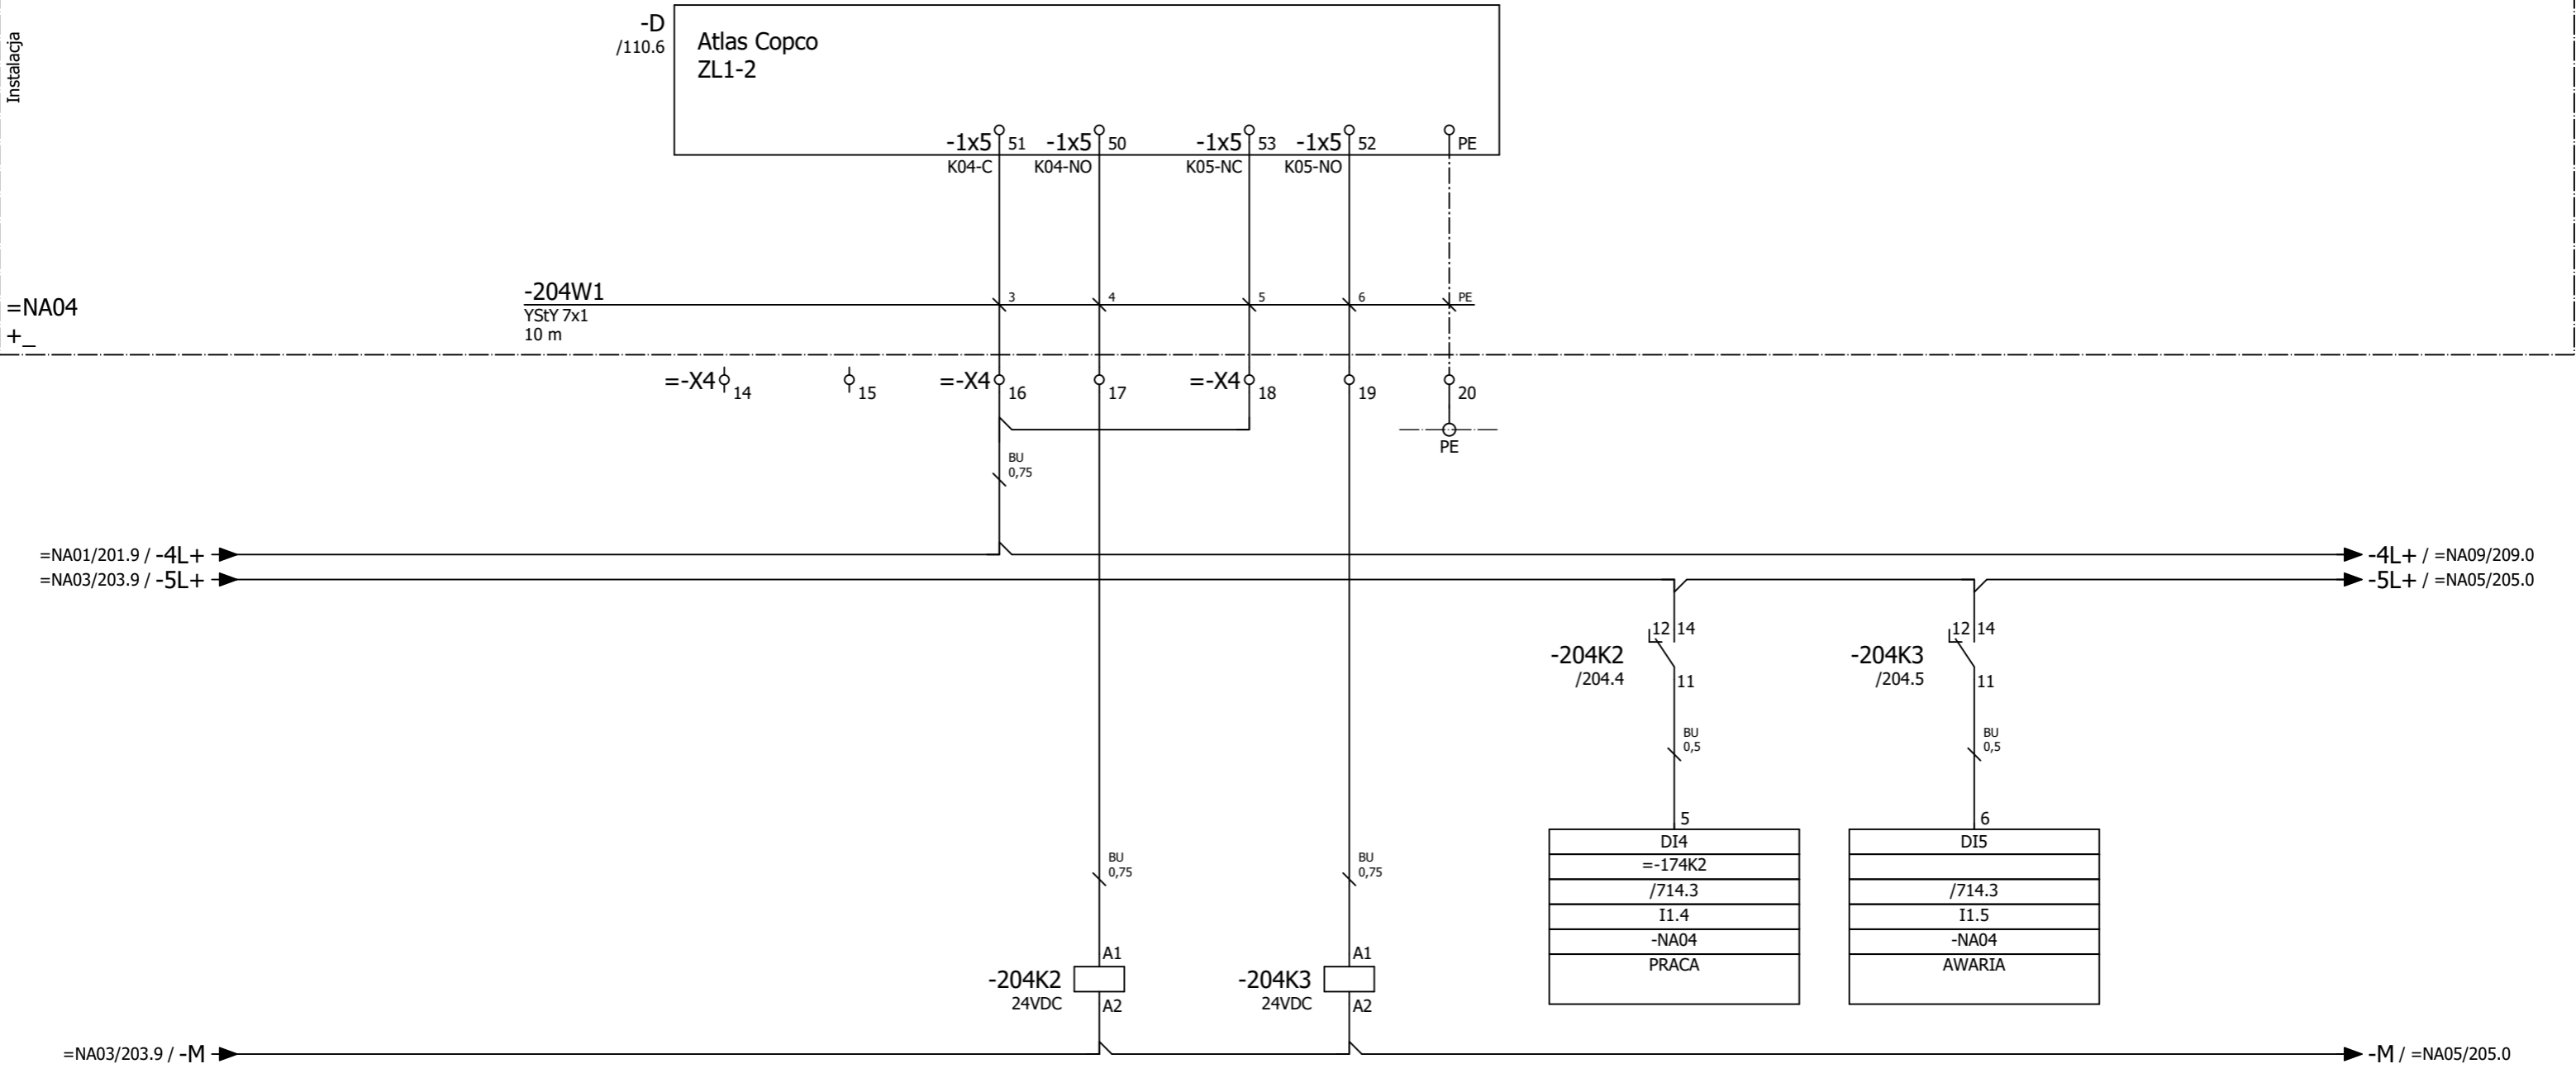 Instalacja
-D
/110.6
Atlas Copco
ZL1-2
-1x5 51 -1x5 50 -1x5 53 -1x5 52 PE
K04-C K04-NO K05-NC K05-NO
-204W1
YStY 7x1
10 m
3 4 5 6 PE
=NA04
+_
=-X4 14 15 =-X4 16 17 =-X4 18 19 20
PE
BU
0,75
=NA01/201.9 / -4L+
-4L+ / =NA09/209.0
=NA03/203.9 / -5L+
-5L+ / =NA05/205.0
12 14
-204K2
/204.4
11
12 14
-204K3
/204.5
11
BU
0,5
BU
0,5
5
DI4
=-174K2
/714.3
I1.4
-NA04
PRACA
6
DI5
/714.3
I1.5
-NA04
AWARIA
BU
0,75
BU
0,75
A1
-204K2
24VDC
A2
A1
-204K3
24VDC
A2
=NA03/203.9 / -M
-M / =NA05/205.0